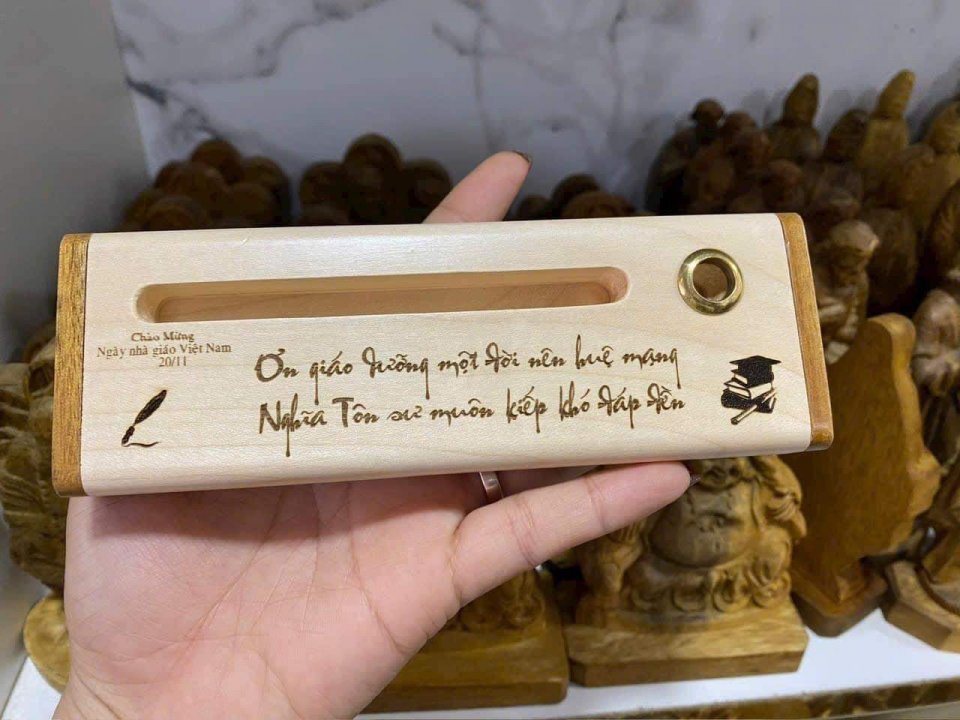 Chào Mừng
Ngày nhà giáo Việt Nam
20/11
Ơn giáo dưỡng một đời nên huệ mạng
Nghĩa Tôn sư muôn kiếp khó đáp đền